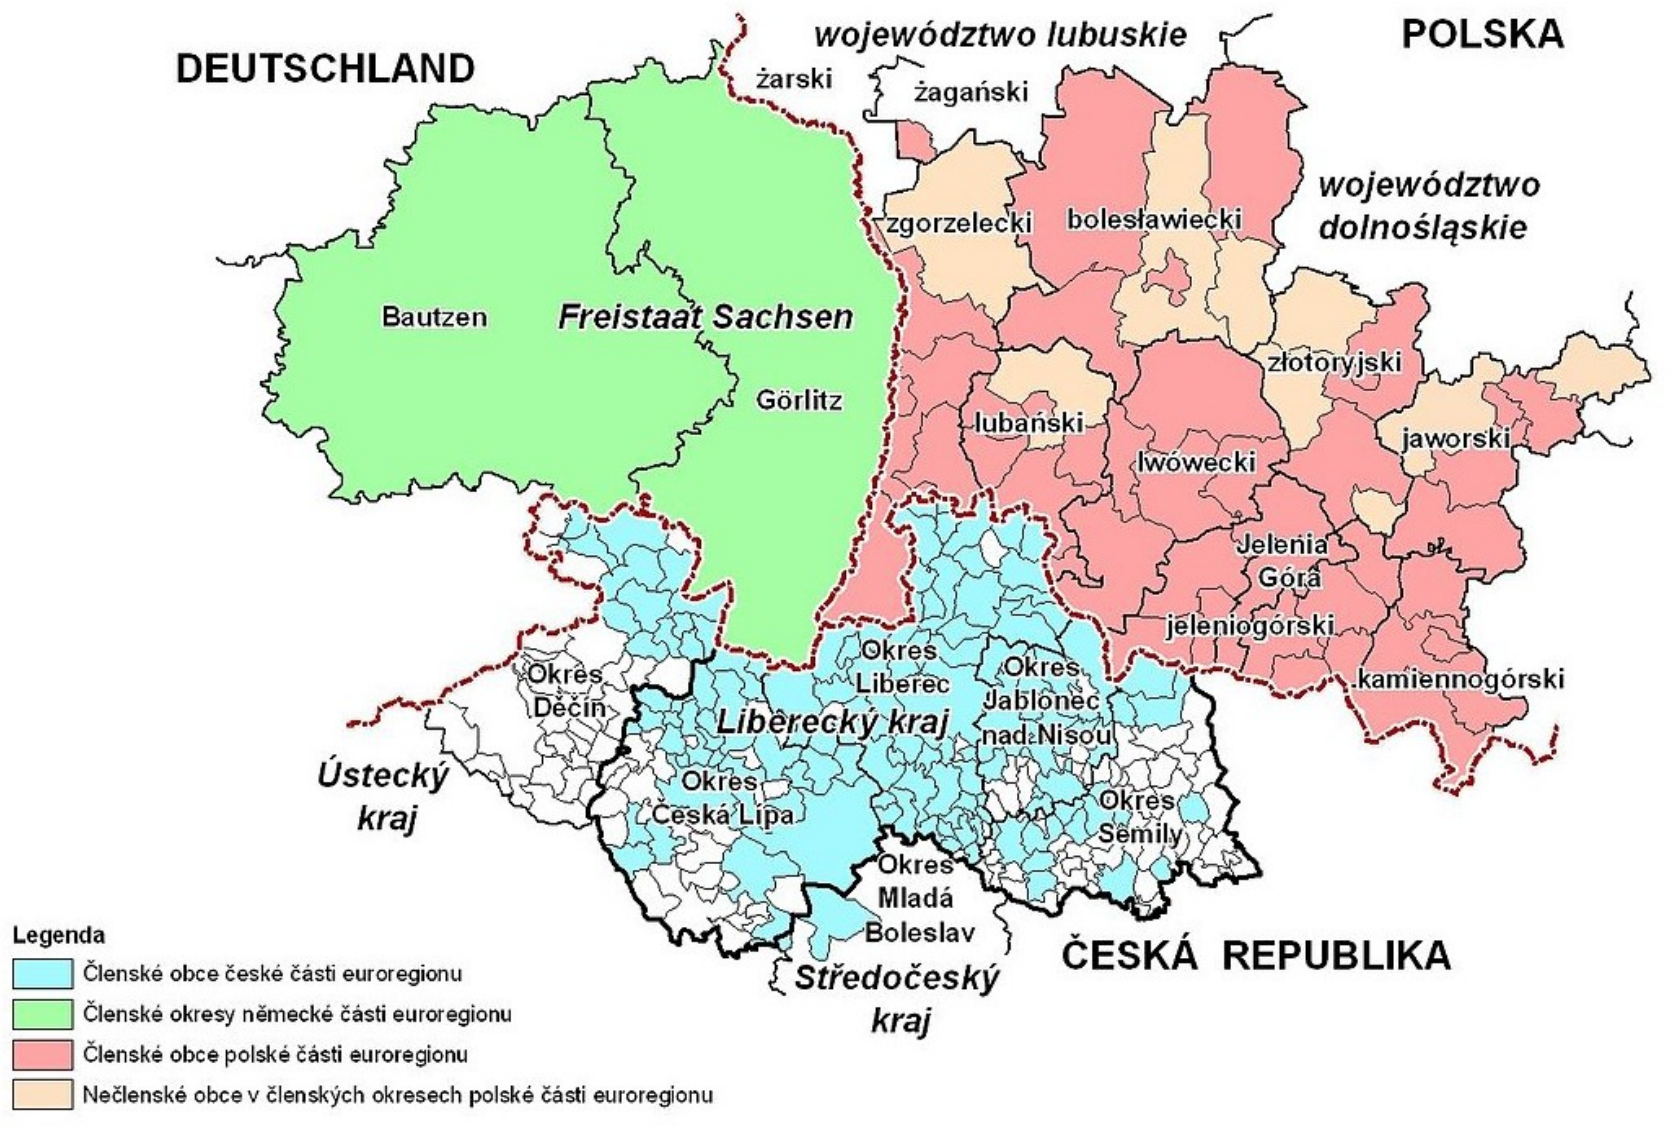 DEUTSCHLAND
województwo lubuskie
POLSKA
żarski
żagański
województwo
dolnośląskie
zgorzelecki
bolesławiecki
Bautzen
Freistaat Sachsen
Görlitz
złotoryjski
lubański
jaworski
lwówecki
Jelenia
Góra
jeleniogórski
kamiennogórski
Okres
Děčín
Okres
Liberec
Okres
Jablonec
nad Nisou
Liberecký kraj
Ústecký
kraj
Okres
Česká Lípa
Okres
Semily
Okres
Mladá
Boleslav
Středočeský
kraj
ČESKÁ REPUBLIKA
Legenda
Členské obce české části euroregionu
Členské okresy německé části euroregionu
Členské obce polské části euroregionu
Nečlenské obce v členských okresech polské části euroregionu